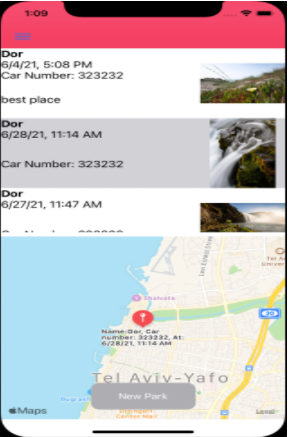 1:09
Dor
6/4/21, 5:08 PM
Car Number: 323232
best place
Dor
6/28/21, 11:14 AM
Car Number: 323232
Dor
6/27/21, 11:47 AM
Shalvata
Tel A
Univer
20
Name:Dor, Car
number: 323232, At:
6/28/21, 11:14 AM
Tel Aviv-Yafo
New Park
Maps
Legal